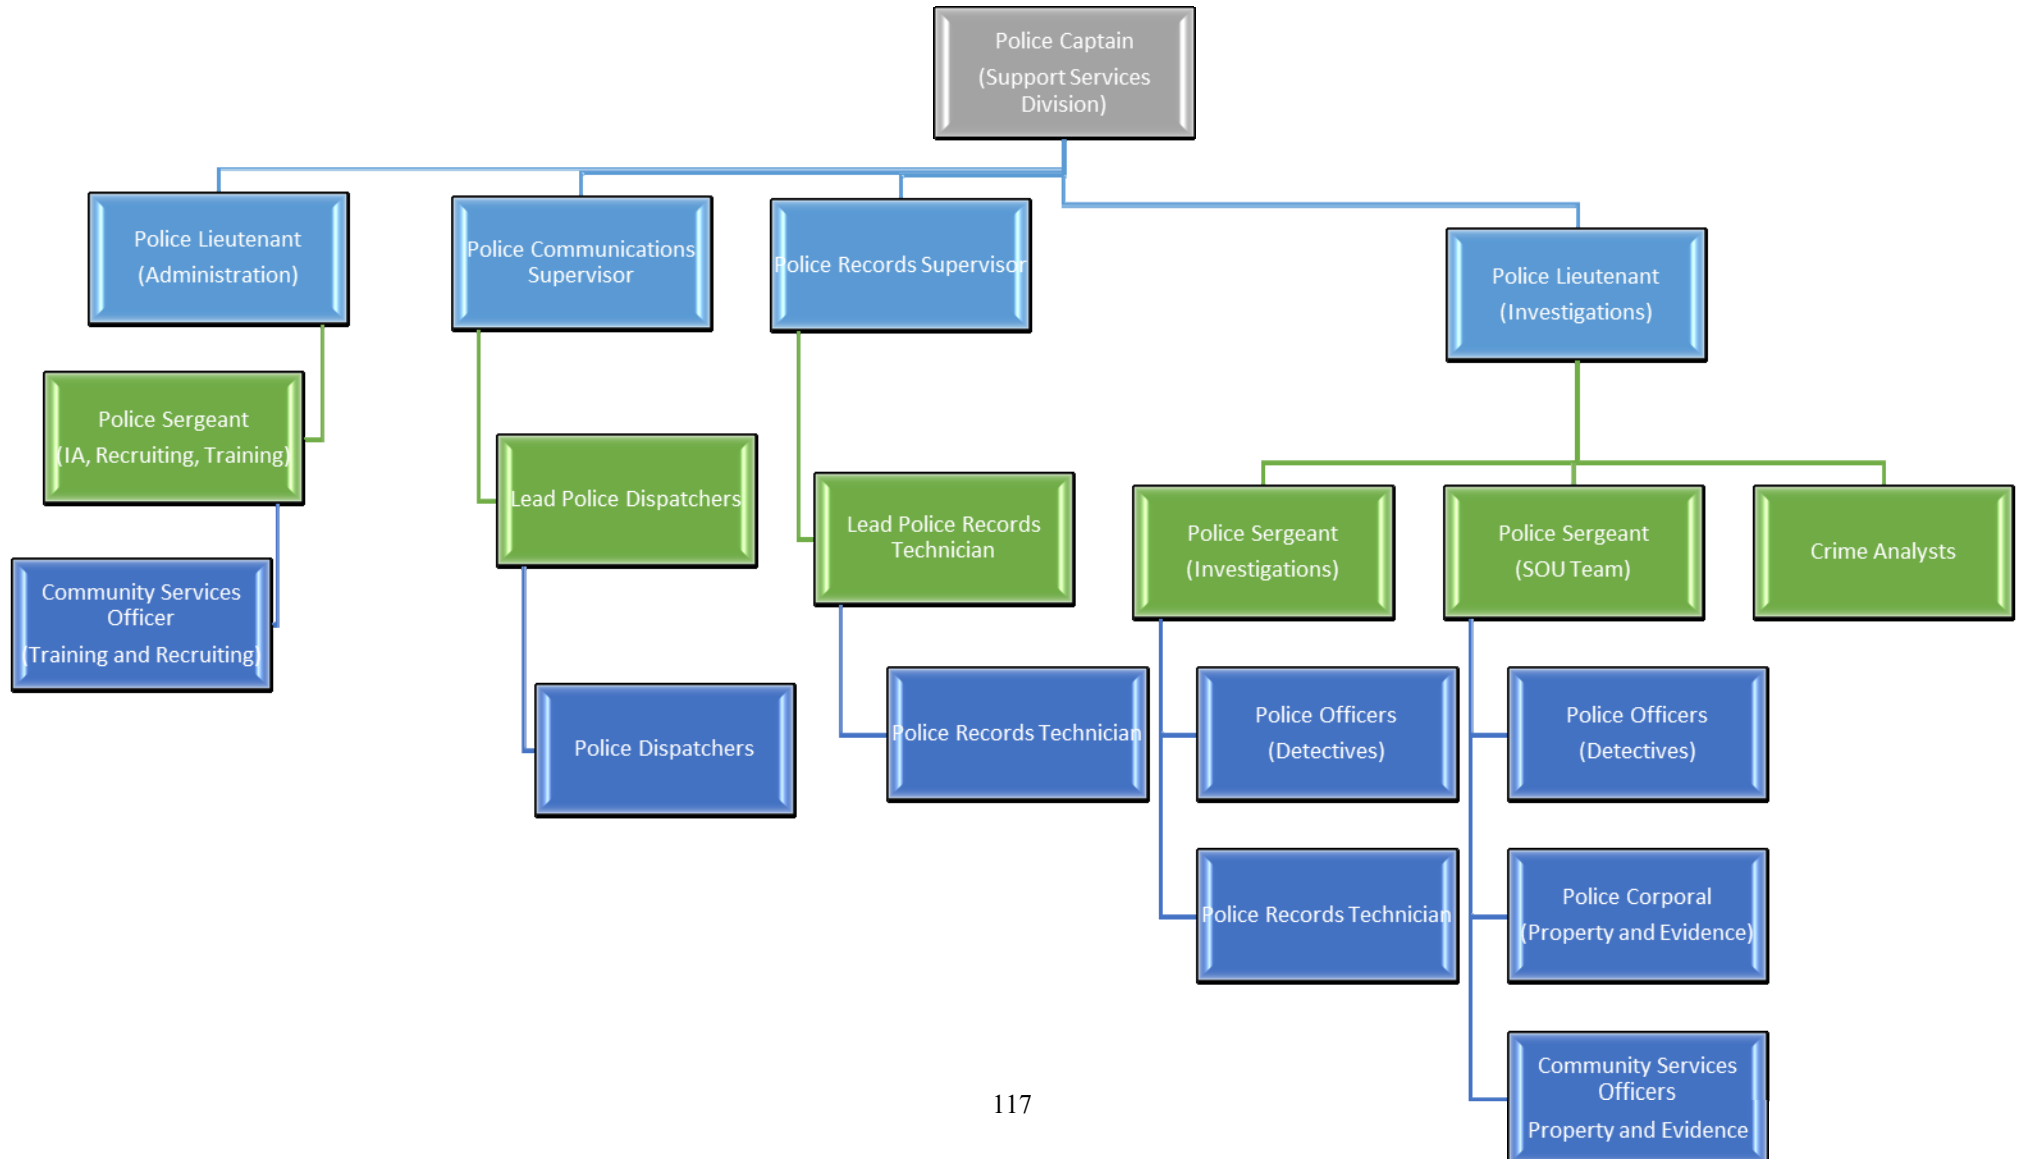 Police Captain
(Support Services
Division)
Police Lieutenant
(Administration)
Police Communications
Supervisor
Police Records Supervisor
Police Lieutenant
(Investigations)
Police Sergeant
(IA, Recruiting, Training)
Lead Police Dispatchers
Lead Police Records
Technician
Police Sergeant
(Investigations)
Police Sergeant
(SOU Team)
Crime Analysts
Community Services
Officer
(Training and Recruiting)
Police Dispatchers
Police Records Technician
Police Officers
(Detectives)
Police Officers
(Detectives)
Police Records Technician
Police Corporal
(Property and Evidence)
Community Services
Officers
Property and Evidence
117